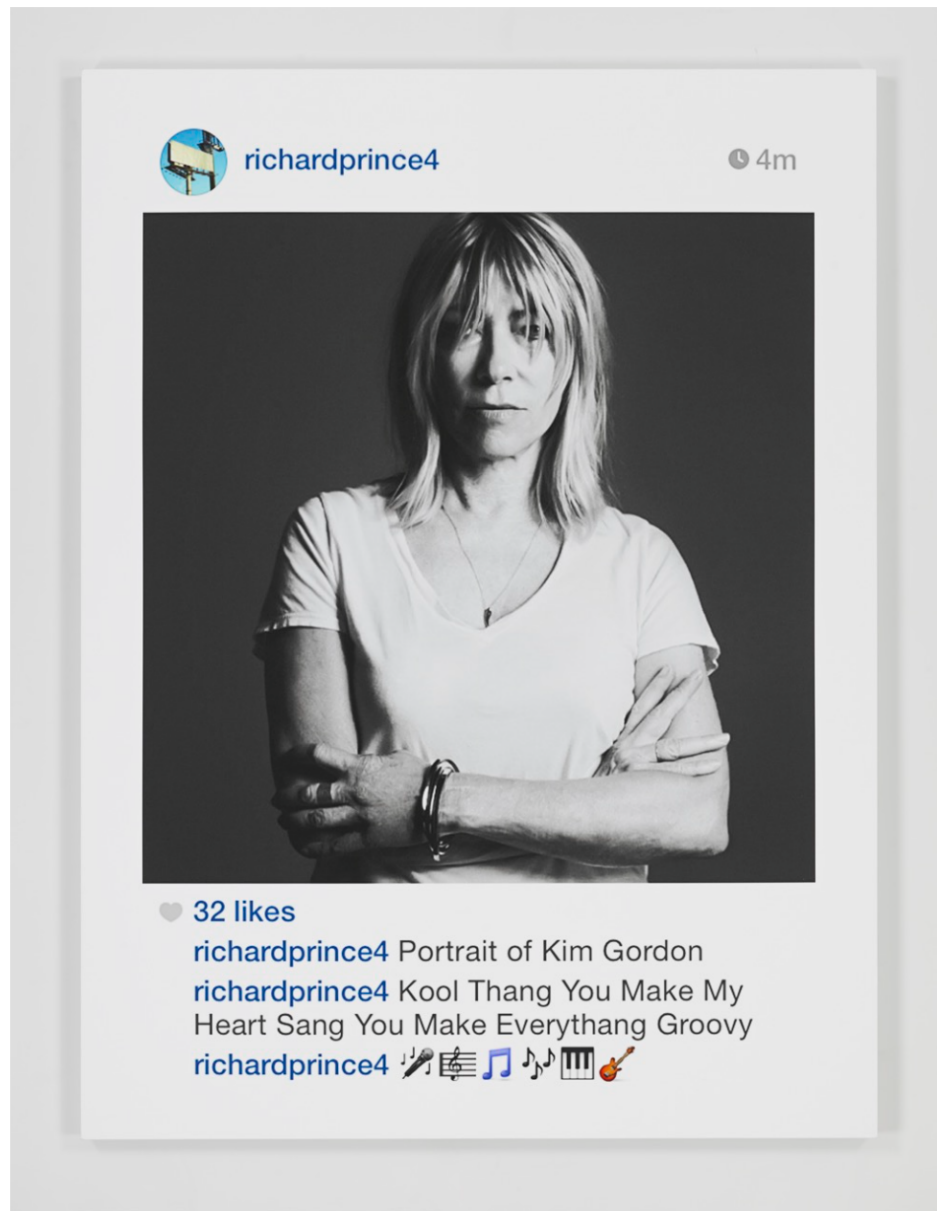 richardprince4 4m
32 likes
richardprince4 Portrait of Kim Gordon
richardprince4 Kool Thang You Make My
Heart Sang You Make Everythang Groovy
richardprince4 🎤🎼🎵🎶🎹🎸